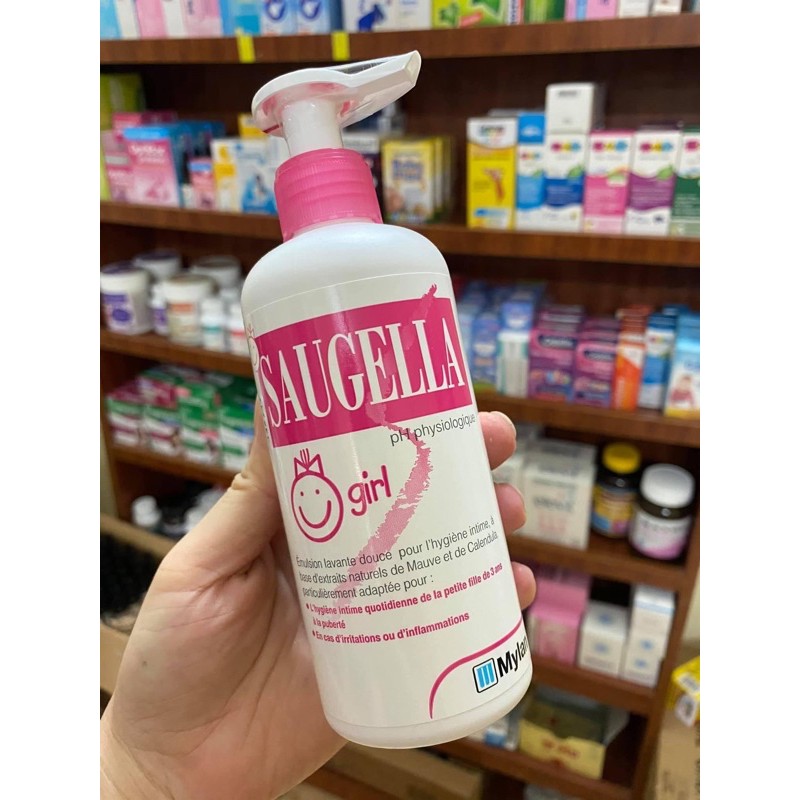 SAUGELLA
pH physiologique
girl
Émulsion lavante douce pour l'hygiène intime, à
base d'extraits naturels de Mauve et de Calendula,
particulièrement adaptée pour :
• L'hygiène intime quotidienne de la petite fille de 3 ans
à la puberté
• En cas d'irritations ou d'inflammations
Mylan